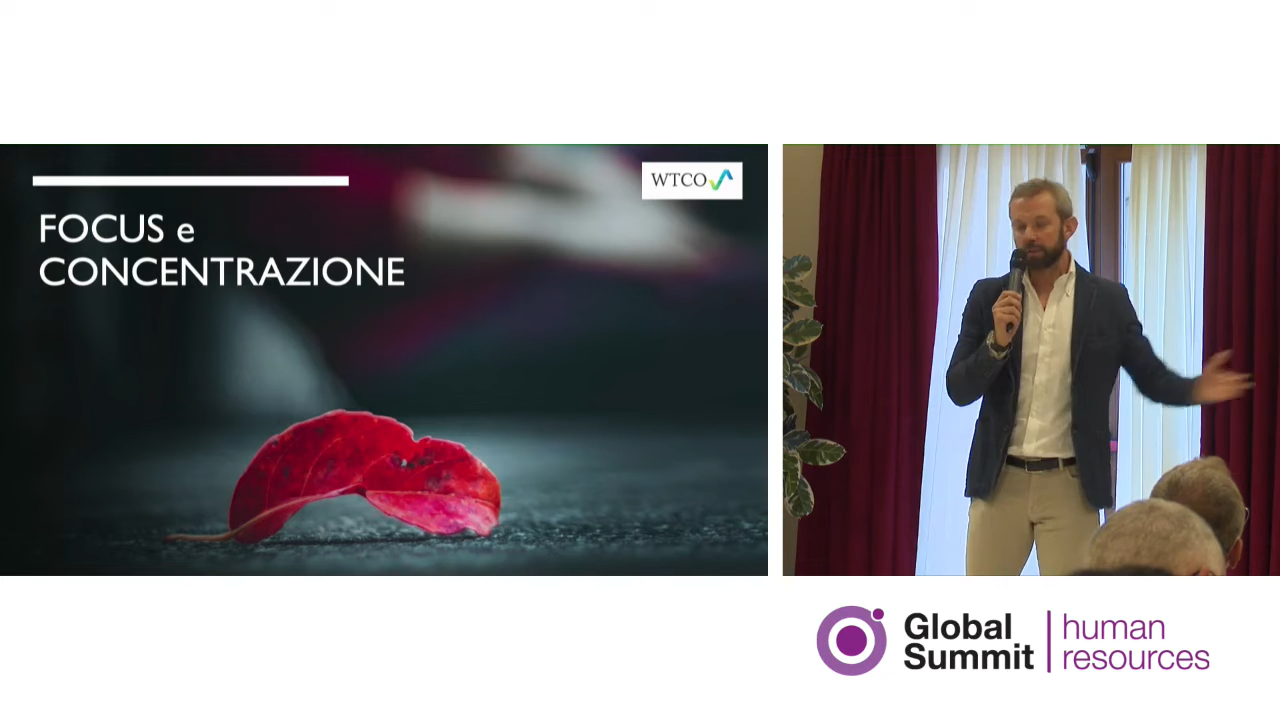 FOCUS e
CONCENTRAZIONE
WTCO
Global
Summit
human
resources